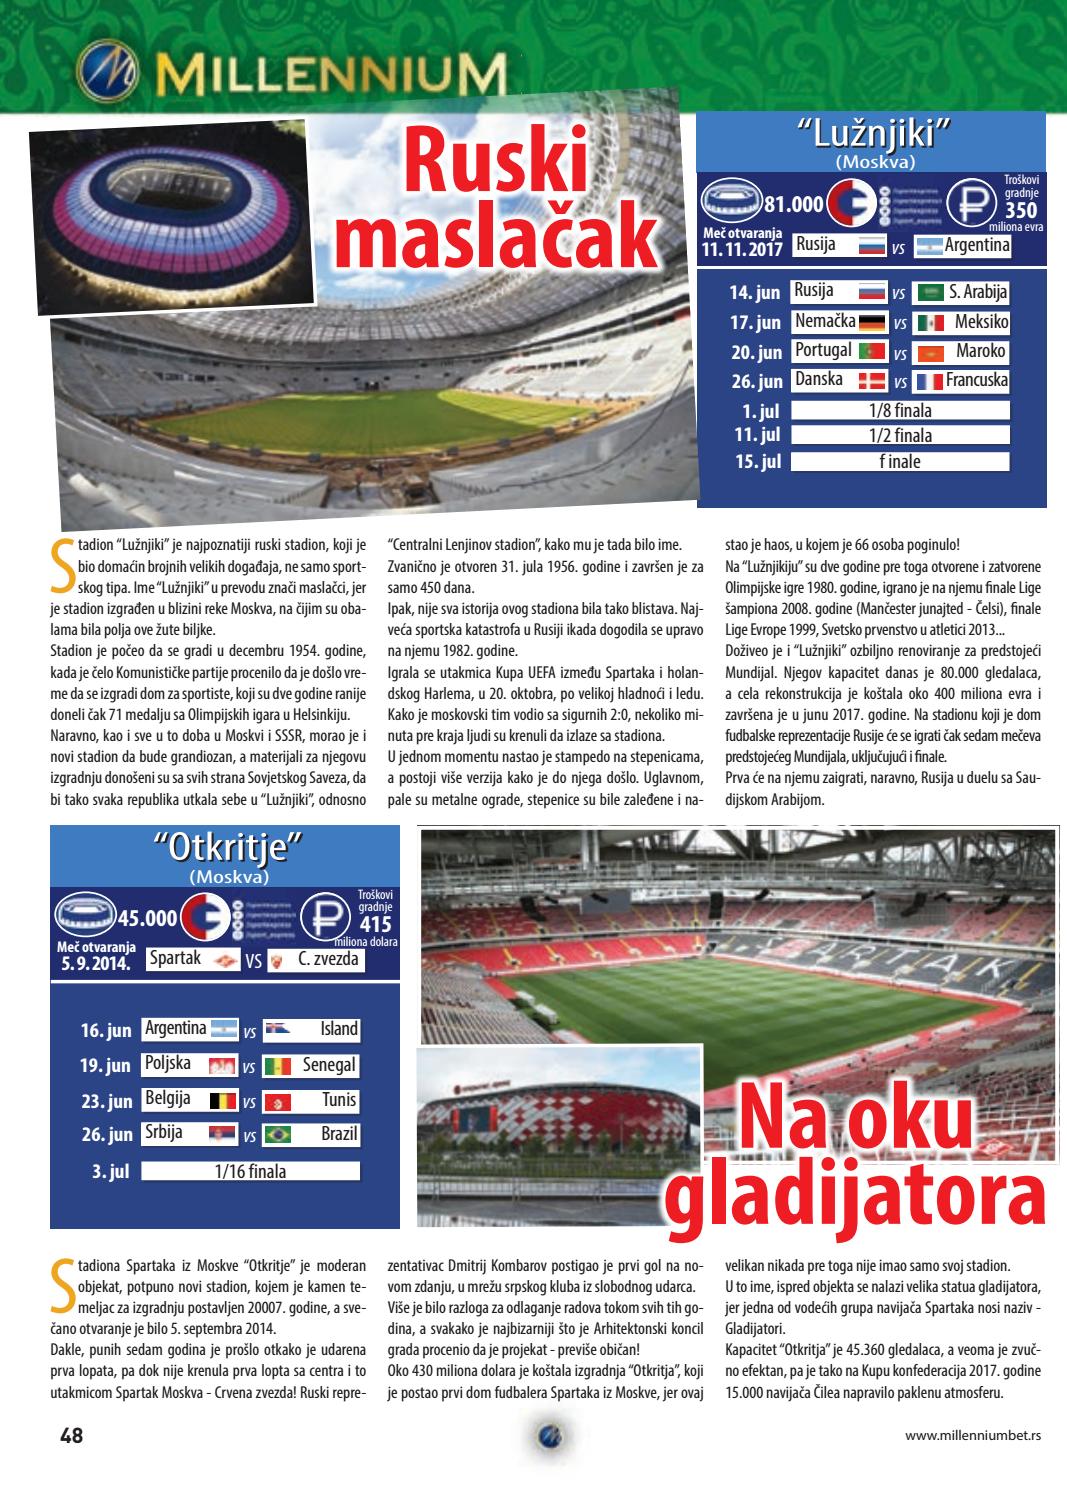 MILLENNIUM
Ruski
maslačak
“Lužnjiki”
(Moskva)
81.000
Troškovi
gradnje
350
miliona evra
Meč otvaranja
11. 11. 2017
Rusija vs Argentina
14. jun Rusija vs S. Arabija
17. jun Nemačka vs Meksiko
20. jun Portugal vs Maroko
26. jun Danska vs Francuska
1. jul 1/8 finala
11. jul 1/2 finala
15. jul f inale
Stadion “Lužnjiki” je najpoznatiji ruski stadion, koji je
bio domaćin brojnih velikih događaja, ne samo sport-
skog tipa. Ime “Lužnjiki” u prevodu znači maslačci, jer
je stadion izgrađen u blizini reke Moskva, na čijim su oba-
lama bila polja ove žute biljke.
Stadion je počeo da se gradi u decembru 1954. godine,
kada je čelo Komunističke partije procenilo da je došlo vre-
me da se izgradi dom za sportiste, koji su dve godine ranije
doneli čak 71 medalju sa Olimpijskih igara u Helsinkiju.
Naravno, kao i sve u to doba u Moskvi i SSSR, morao je i
novi stadion da bude grandiozan, a materijali za njegovu
izgradnju donošeni su sa svih strana Sovjetskog Saveza, da
bi tako svaka republika utkala sebe u “Lužnjiki”, odnosno
“Centralni Lenjinov stadion”, kako mu je tada bilo ime.
Zvanično je otvoren 31. jula 1956. godine i završen je za
samo 450 dana.
Ipak, nije sva istorija ovog stadiona bila tako blistava. Naj-
veća sportska katastrofa u Rusiji ikada dogodila se upravo
na njemu 1982. godine.
Igrala se utakmica Kupa UEFA između Spartaka i holan-
dskog Harlema, u 20. oktobra, po velikoj hladnoći i ledu.
Kako je moskovski tim vodio sa sigurnih 2:0, nekoliko mi-
nuta pre kraja ljudi su krenuli da izlaze sa stadiona.
U jednom momentu nastao je stampedo na stepenicama,
a postoji više verzija kako je do njega došlo. Uglavnom,
pale su metalne ograde, stepenice su bile zaleđene i na-
stao je haos, u kojem je 66 osoba poginulo!
Na “Lužnjikiju” su dve godine pre toga otvorene i zatvorene
Olimpijske igre 1980. godine, igrano je na njemu finale Lige
šampiona 2008. godine (Mančester junajted - Čelsi), finale
Lige Evrope 1999, Svetsko prvenstvo u atletici 2013...
Doživeo je i “Lužnjiki” ozbiljno renoviranje za predstojeći
Mundijal. Njegov kapacitet danas je 80.000 gledalaca,
a cela rekonstrukcija je koštala oko 400 miliona evra i
završena je u junu 2017. godine. Na stadionu koji je dom
fudbalske reprezentacije Rusije će se igrati čak sedam mečeva
predstojećeg Mundijala, uključujući i finale.
Prva će na njemu zaigrati, naravno, Rusija u duelu sa Sau-
dijskom Arabijom.
“Otkritje”
(Moskva)
45.000
Troškovi
gradnje
415
miliona dolara
Meč otvaranja
5. 9. 2014.
Spartak VS C. zvezda
16. jun Argentina vs Island
19. jun Poljska vs Senegal
23. jun Belgija vs Tunis
26. jun Srbija vs Brazil
3. jul 1/16 finala
RTAK
Na oku
gladijatora
Stadiona Spartaka iz Moskve “Otkritje” je moderan
objekat, potpuno novi stadion, kojem je kamen te-
meljac za izgradnju postavljen 20007. godine, a sve-
čano otvaranje je bilo 5. septembra 2014.
Dakle, punih sedam godina je prošlo otkako je udarena
prva lopata, pa dok nije krenula prva lopta sa centra i to
utakmicom Spartak Moskva - Crvena zvezda! Ruski repre-
zentativac Dmitrij Kombarov postigao je prvi gol na no-
vom zdanju, u mrežu srpskog kluba iz slobodnog udarca.
Više je bilo razloga za odlaganje radova tokom svih tih go-
dina, a svakako je najbizarniji što je Arhitektonski koncil
grada procenio da je projekat - previše običan!
Oko 430 miliona dolara je koštala izgradnja “Otkritja”, koji
je postao prvi dom fudbalera Spartaka iz Moskve, jer ovaj
velikan nikada pre toga nije imao samo svoj stadion.
U to ime, ispred objekta se nalazi velika statua gladijatora,
jer jedna od vodećih grupa navijača Spartaka nosi naziv -
Gladijatori.
Kapacitet “Otkritja” je 45.360 gledalaca, a veoma je zvuč-
no efektan, pa je tako na Kupu konfederacija 2017. godine
15.000 navijača Čilea napravilo paklenu atmosferu.
48
www.millenniumbet.rs